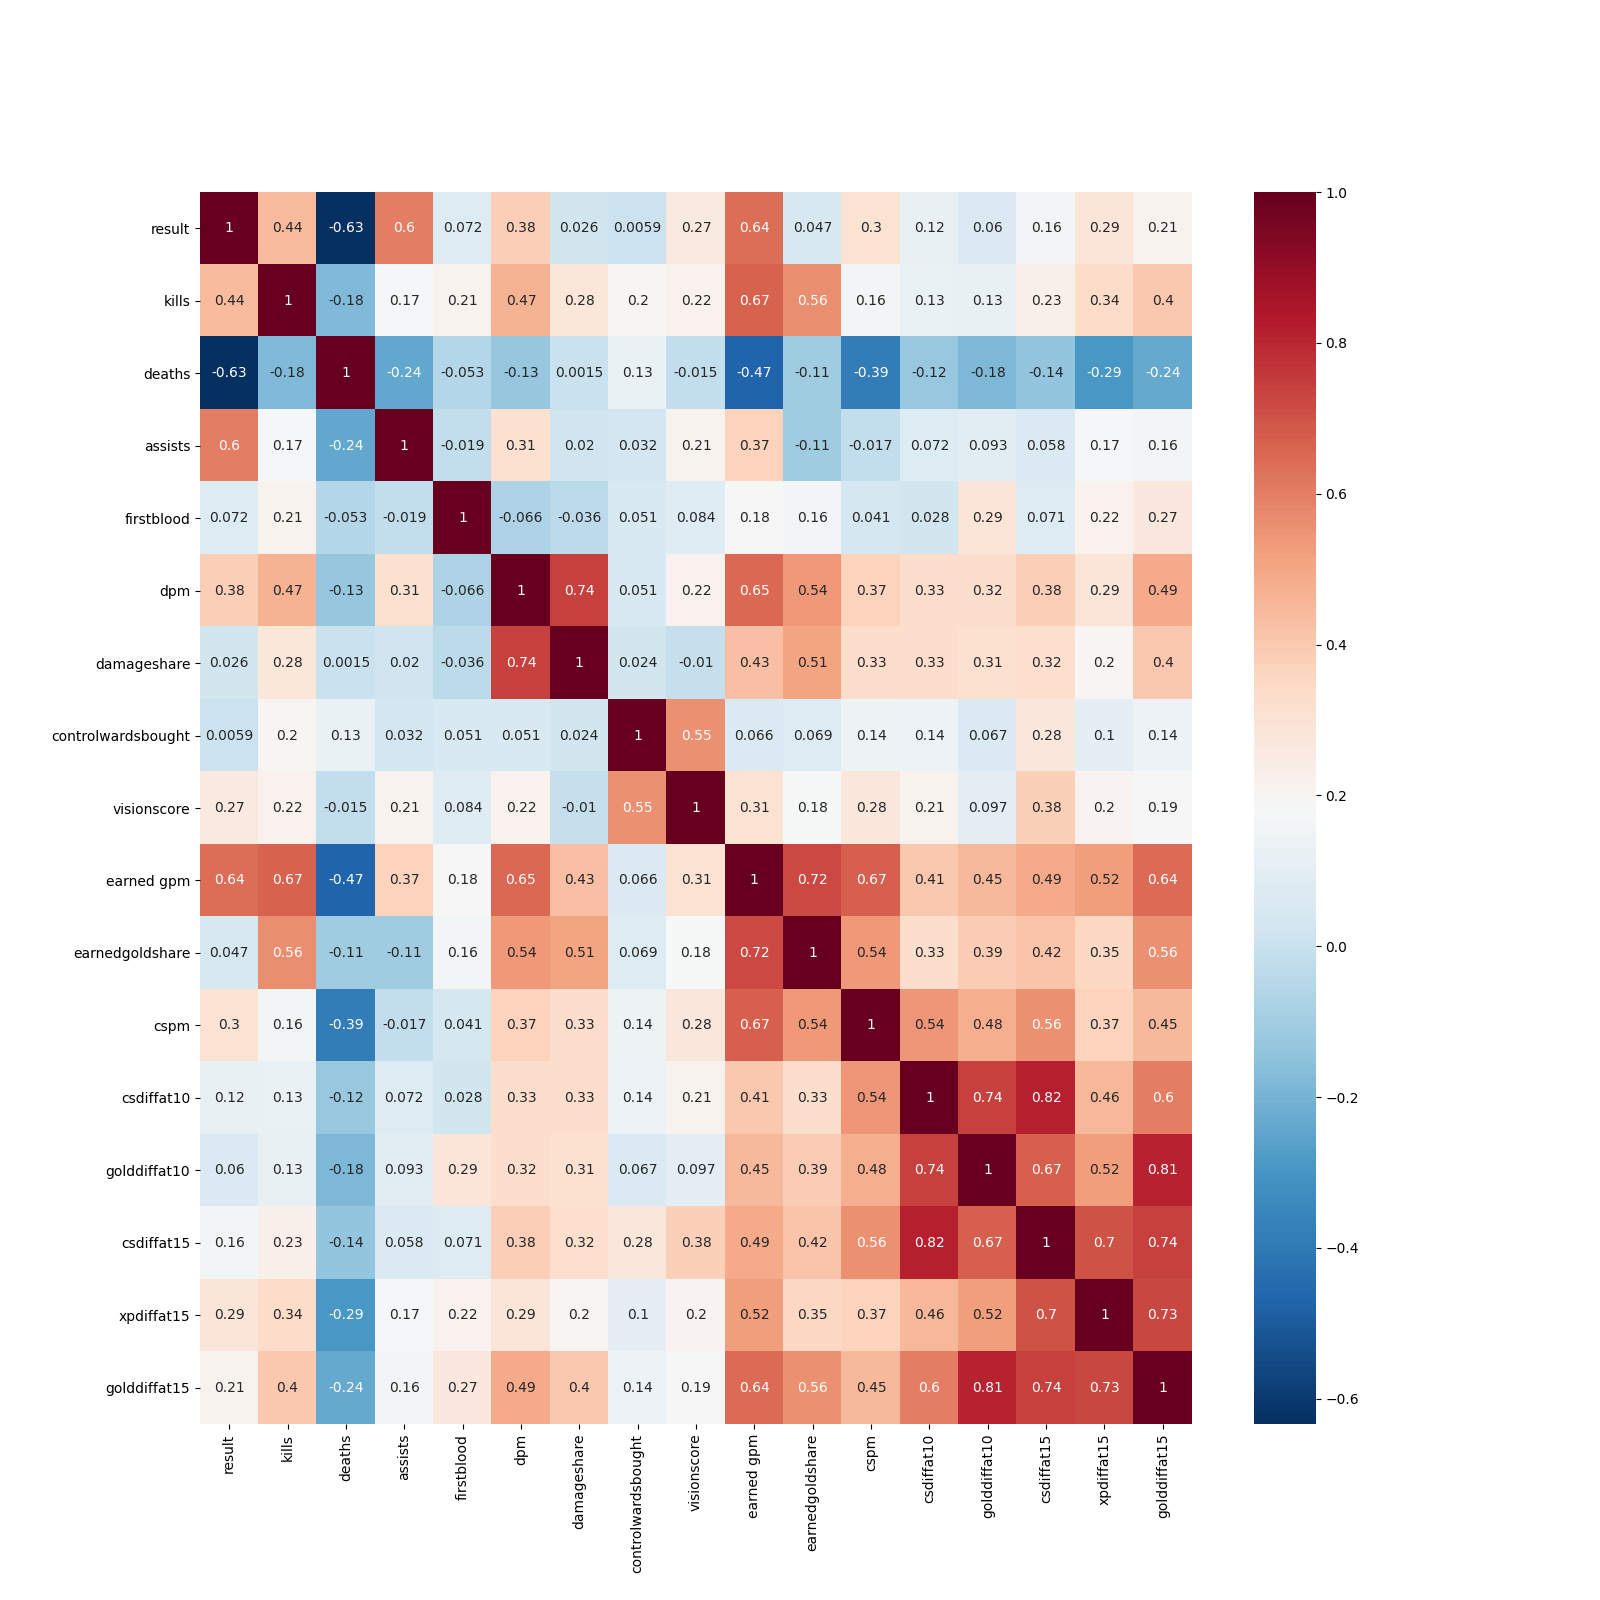 result 1 0.44 -0.63 0.6 0.072 0.38 0.026 0.0059 0.27 0.64 0.047 0.3 0.12 0.06 0.16 0.29 0.21
kills 0.44 1 -0.18 0.17 0.21 0.47 0.28 0.2 0.22 0.67 0.56 0.16 0.13 0.13 0.23 0.34 0.4
deaths -0.63 -0.18 1 -0.24 -0.053 -0.13 0.0015 0.13 -0.015 -0.47 -0.11 -0.39 -0.12 -0.18 -0.14 -0.29 -0.24
assists 0.6 0.17 -0.24 1 -0.019 0.31 0.02 0.032 0.21 0.37 -0.11 -0.017 0.072 0.093 0.058 0.17 0.16
firstblood 0.072 0.21 -0.053 -0.019 1 -0.066 -0.036 0.051 0.084 0.18 0.16 0.041 0.028 0.29 0.071 0.22 0.27
dpm 0.38 0.47 -0.13 0.31 -0.066 1 0.74 0.051 0.22 0.65 0.54 0.37 0.33 0.32 0.38 0.29 0.49
damageshare 0.026 0.28 0.0015 0.02 -0.036 0.74 1 0.024 -0.01 0.43 0.51 0.33 0.33 0.31 0.32 0.2 0.4
controlwardsbought 0.0059 0.2 0.13 0.032 0.051 0.051 0.024 1 0.55 0.066 0.069 0.14 0.14 0.067 0.28 0.1 0.14
visionscore 0.27 0.22 -0.015 0.21 0.084 0.22 -0.01 0.55 1 0.31 0.18 0.28 0.21 0.097 0.38 0.2 0.19
earned gpm 0.64 0.67 -0.47 0.37 0.18 0.65 0.43 0.066 0.31 1 0.72 0.67 0.41 0.45 0.49 0.52 0.64
earnedgoldshare 0.047 0.56 -0.11 -0.11 0.16 0.54 0.51 0.069 0.18 0.72 1 0.54 0.33 0.39 0.42 0.35 0.56
cspm 0.3 0.16 -0.39 -0.017 0.041 0.37 0.33 0.14 0.28 0.67 0.54 1 0.54 0.48 0.56 0.37 0.45
csdiffat10 0.12 0.13 -0.12 0.072 0.028 0.33 0.33 0.14 0.21 0.41 0.33 0.54 1 0.74 0.82 0.46 0.6
golddiffat10 0.06 0.13 -0.18 0.093 0.29 0.32 0.31 0.067 0.097 0.45 0.39 0.48 0.74 1 0.67 0.52 0.81
csdiffat15 0.16 0.23 -0.14 0.058 0.071 0.38 0.32 0.28 0.38 0.49 0.42 0.56 0.82 0.67 1 0.7 0.74
xpdiffat15 0.29 0.34 -0.29 0.17 0.22 0.29 0.2 0.1 0.2 0.52 0.35 0.37 0.46 0.52 0.7 1 0.73
golddiffat15 0.21 0.4 -0.24 0.16 0.27 0.49 0.4 0.14 0.19 0.64 0.56 0.45 0.6 0.81 0.74 0.73 1
result
kills
deaths
assists
firstblood
dpm
damageshare
controlwardsbought
visionscore
earned gpm
earnedgoldshare
cspm
csdiffat10
golddiffat10
csdiffat15
xpdiffat15
golddiffat15
1.0
0.8
0.6
0.4
0.2
0.0
−0.2
−0.4
−0.6